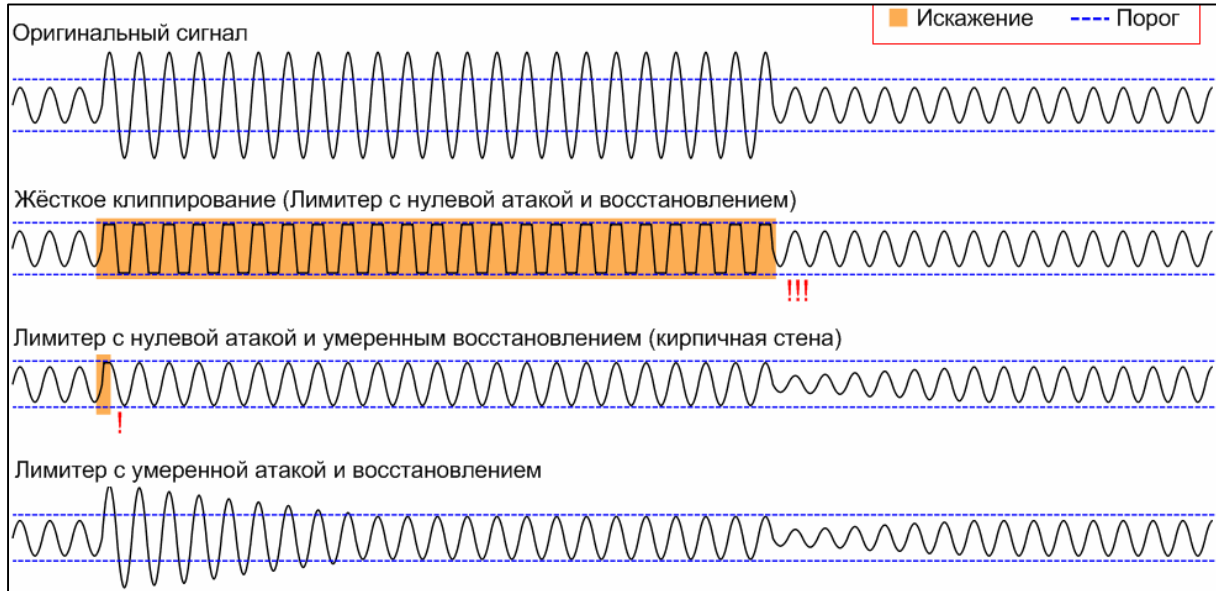 Искажение
Порог
Оригинальный сигнал
Жёсткое клиппирование (Лимитер с нулевой атакой и восстановлением)
!!!
Лимитер с нулевой атакой и умеренным восстановлением (кирпичная стена)
!
Лимитер с умеренной атакой и восстановлением